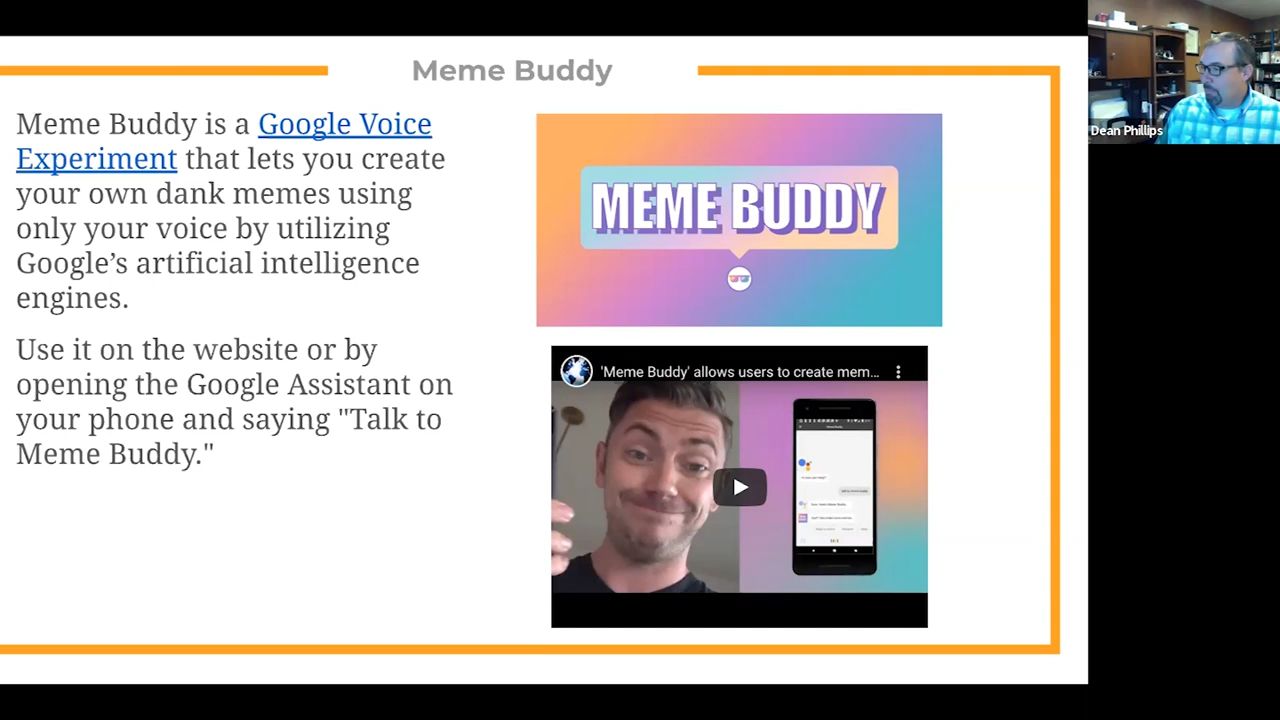 Meme Buddy
Meme Buddy is a Google Voice
Experiment that lets you create
your own dank memes using
only your voice by utilizing
Google’s artificial intelligence
engines.
Use it on the website or by
opening the Google Assistant on
your phone and saying "Talk to
Meme Buddy."
MEME BUDDY
'Meme Buddy' allows users to create mem...
Dean Phillips